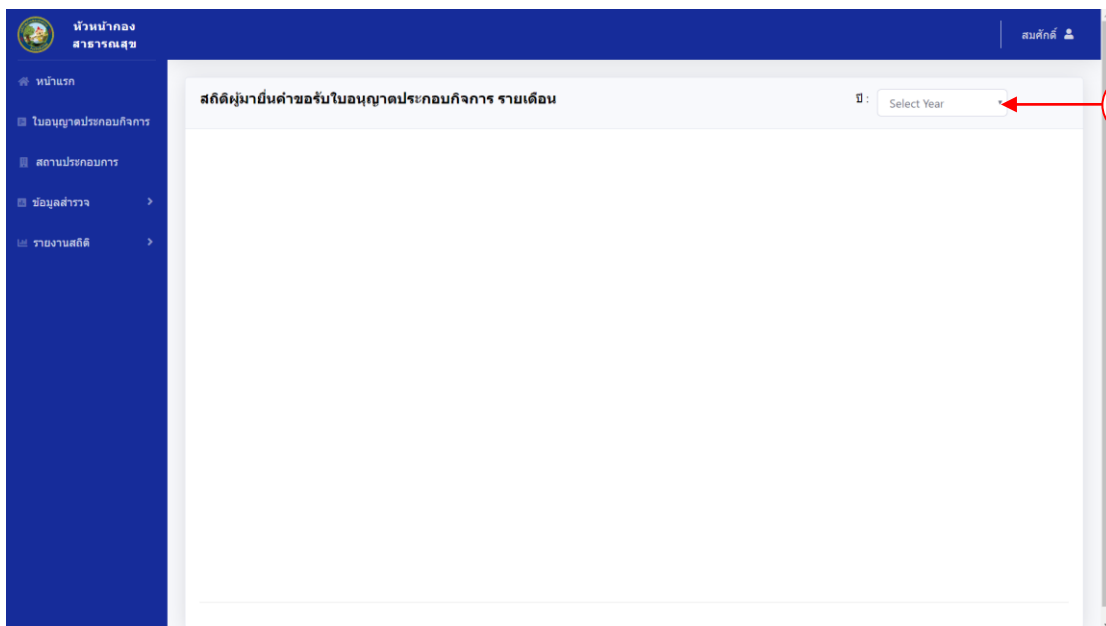 หัวหน้ากอง
สาธารณสุข
สมศักดิ์
หน้าแรก
ใบอนุญาตประกอบกิจการ
สถานประกอบการ
ข้อมูลสำรวจ
รายงานสถิติ
สถิติผู้มายื่นคำขอรับใบอนุญาตประกอบกิจการ รายเดือน
ปี : Select Year